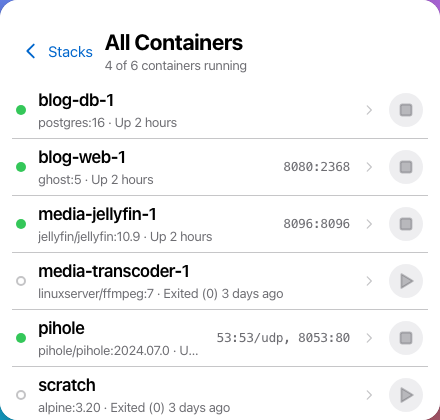 Stacks
All Containers
4 of 6 containers running
blog-db-1
postgres:16 · Up 2 hours
blog-web-1
ghost:5 · Up 2 hours
8080:2368
media-jellyfin-1
jellyfin/jellyfin:10.9 · Up 2 hours
8096:8096
media-transcoder-1
linuxserver/ffmpeg:7 · Exited (0) 3 days ago
pihole
pihole/pihole:2024.07.0 · U...
53:53/udp, 8053:80
scratch
alpine:3.20 · Exited (0) 3 days ago